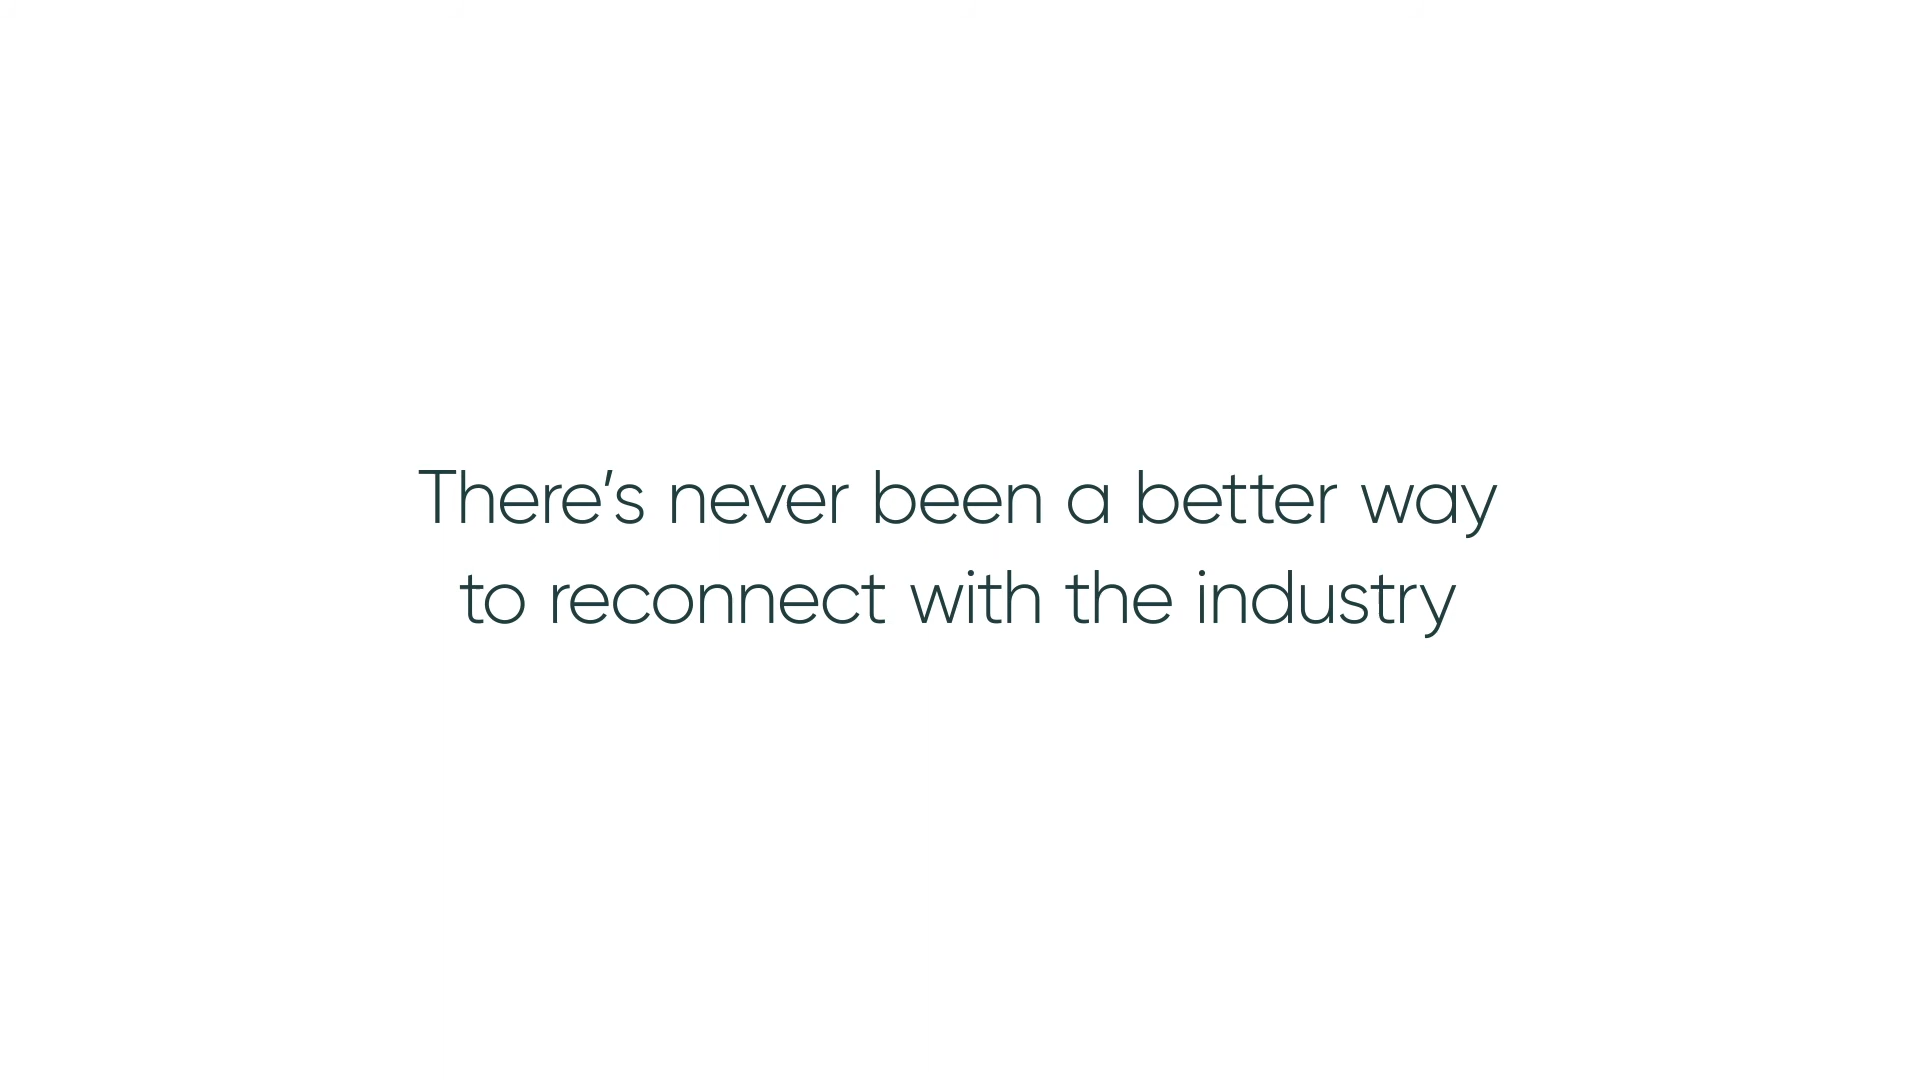 There’s never been a better way
to reconnect with the industry